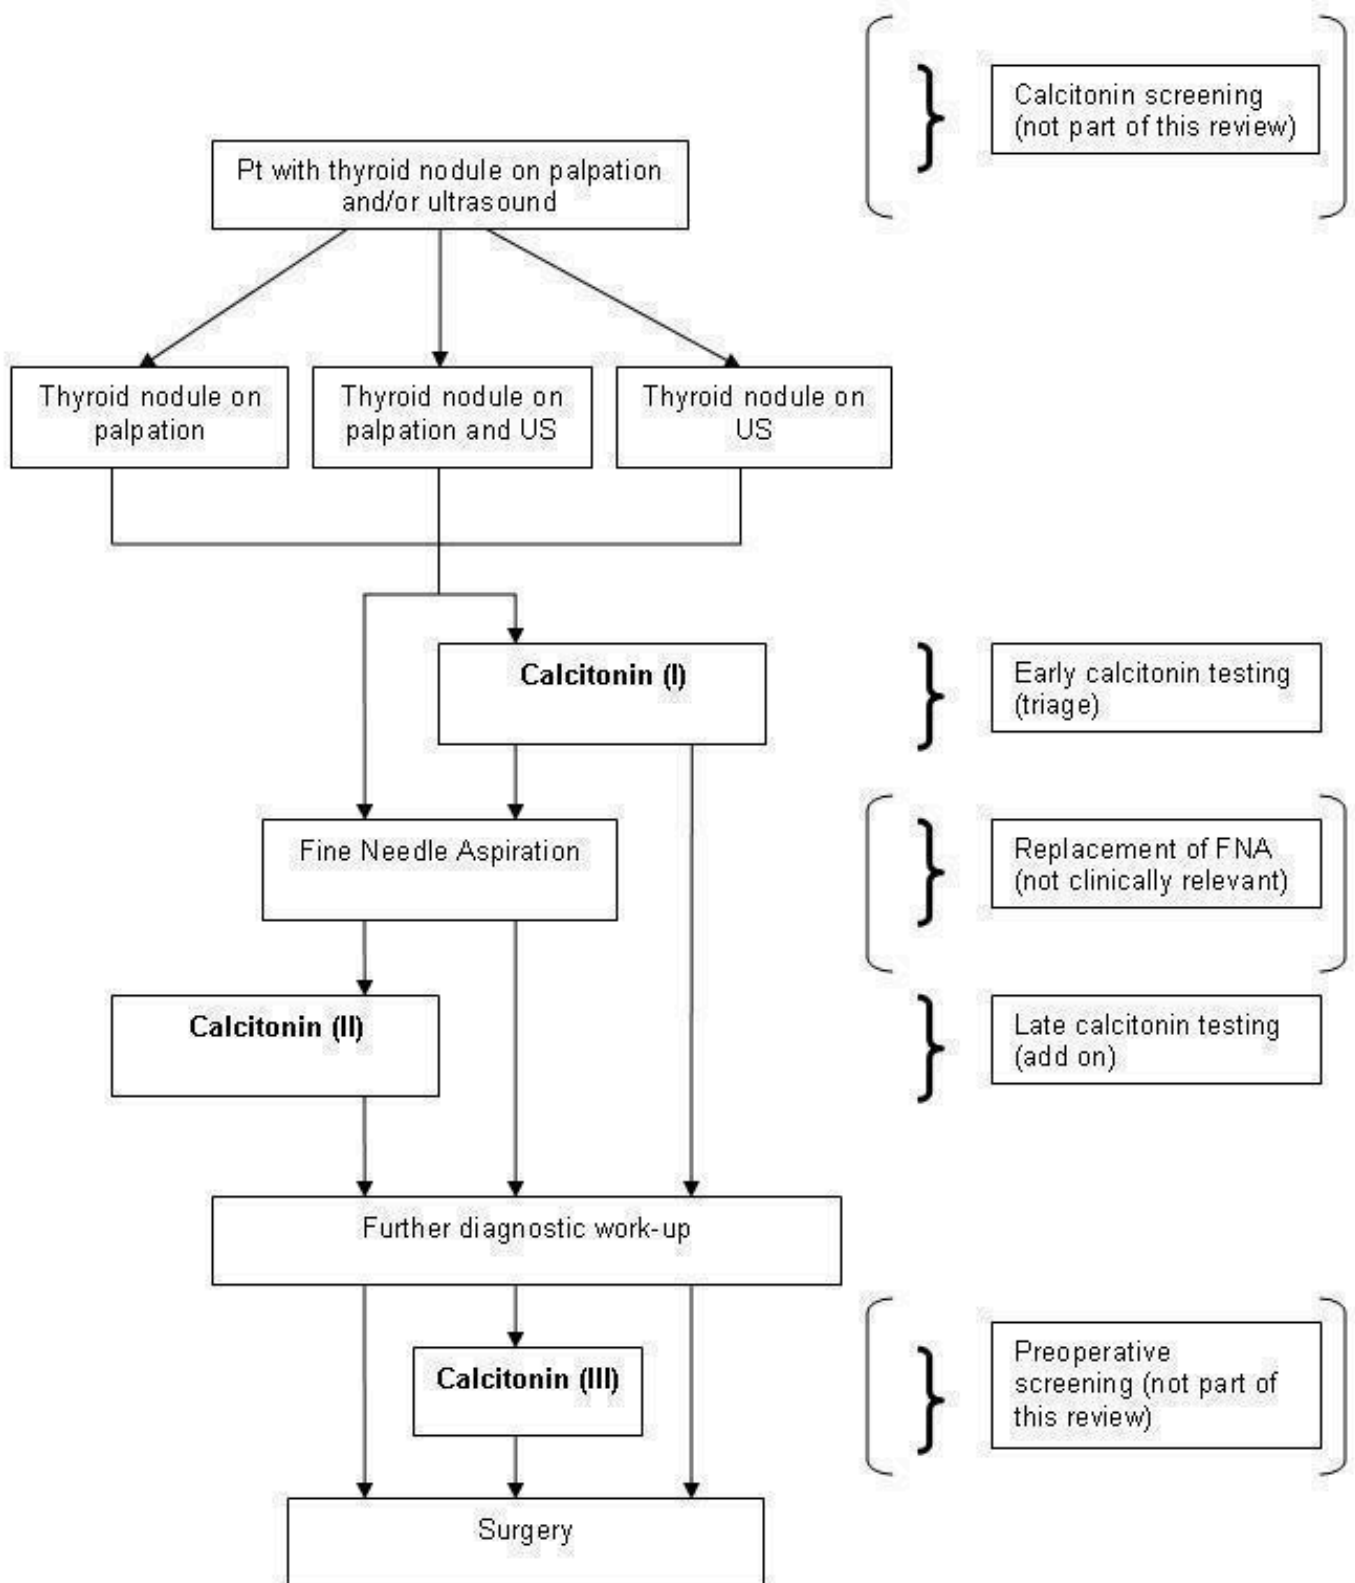 Calcitonin screening
(not part of this review)
Pt with thyroid nodule on palpation
and/or ultrasound
Thyroid nodule on
palpation
Thyroid nodule on
palpation and US
Thyroid nodule on
US
Calcitonin (I)
Early calcitonin testing
(triage)
Fine Needle Aspiration
Replacement of FNA
(not clinically relevant)
Calcitonin (II)
Late calcitonin testing
(add on)
Further diagnostic work-up
Calcitonin (III)
Preoperative
screening (not part of
this review)
Surgery